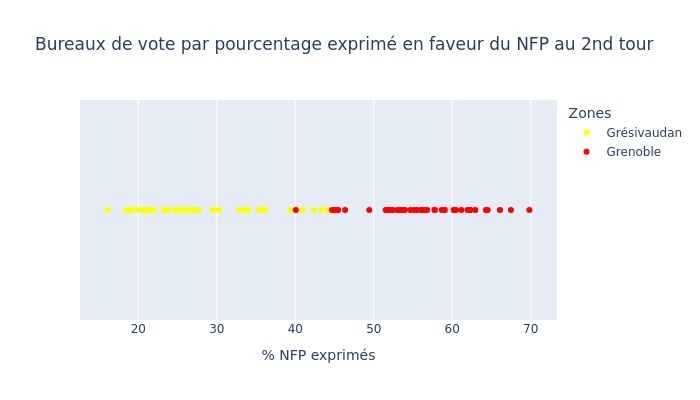 Bureaux de vote par pourcentage exprimé en faveur du NFP au 2nd tour
Zones
Grésivaudan
Grenoble
20 30 40 50 60 70
% NFP exprimés